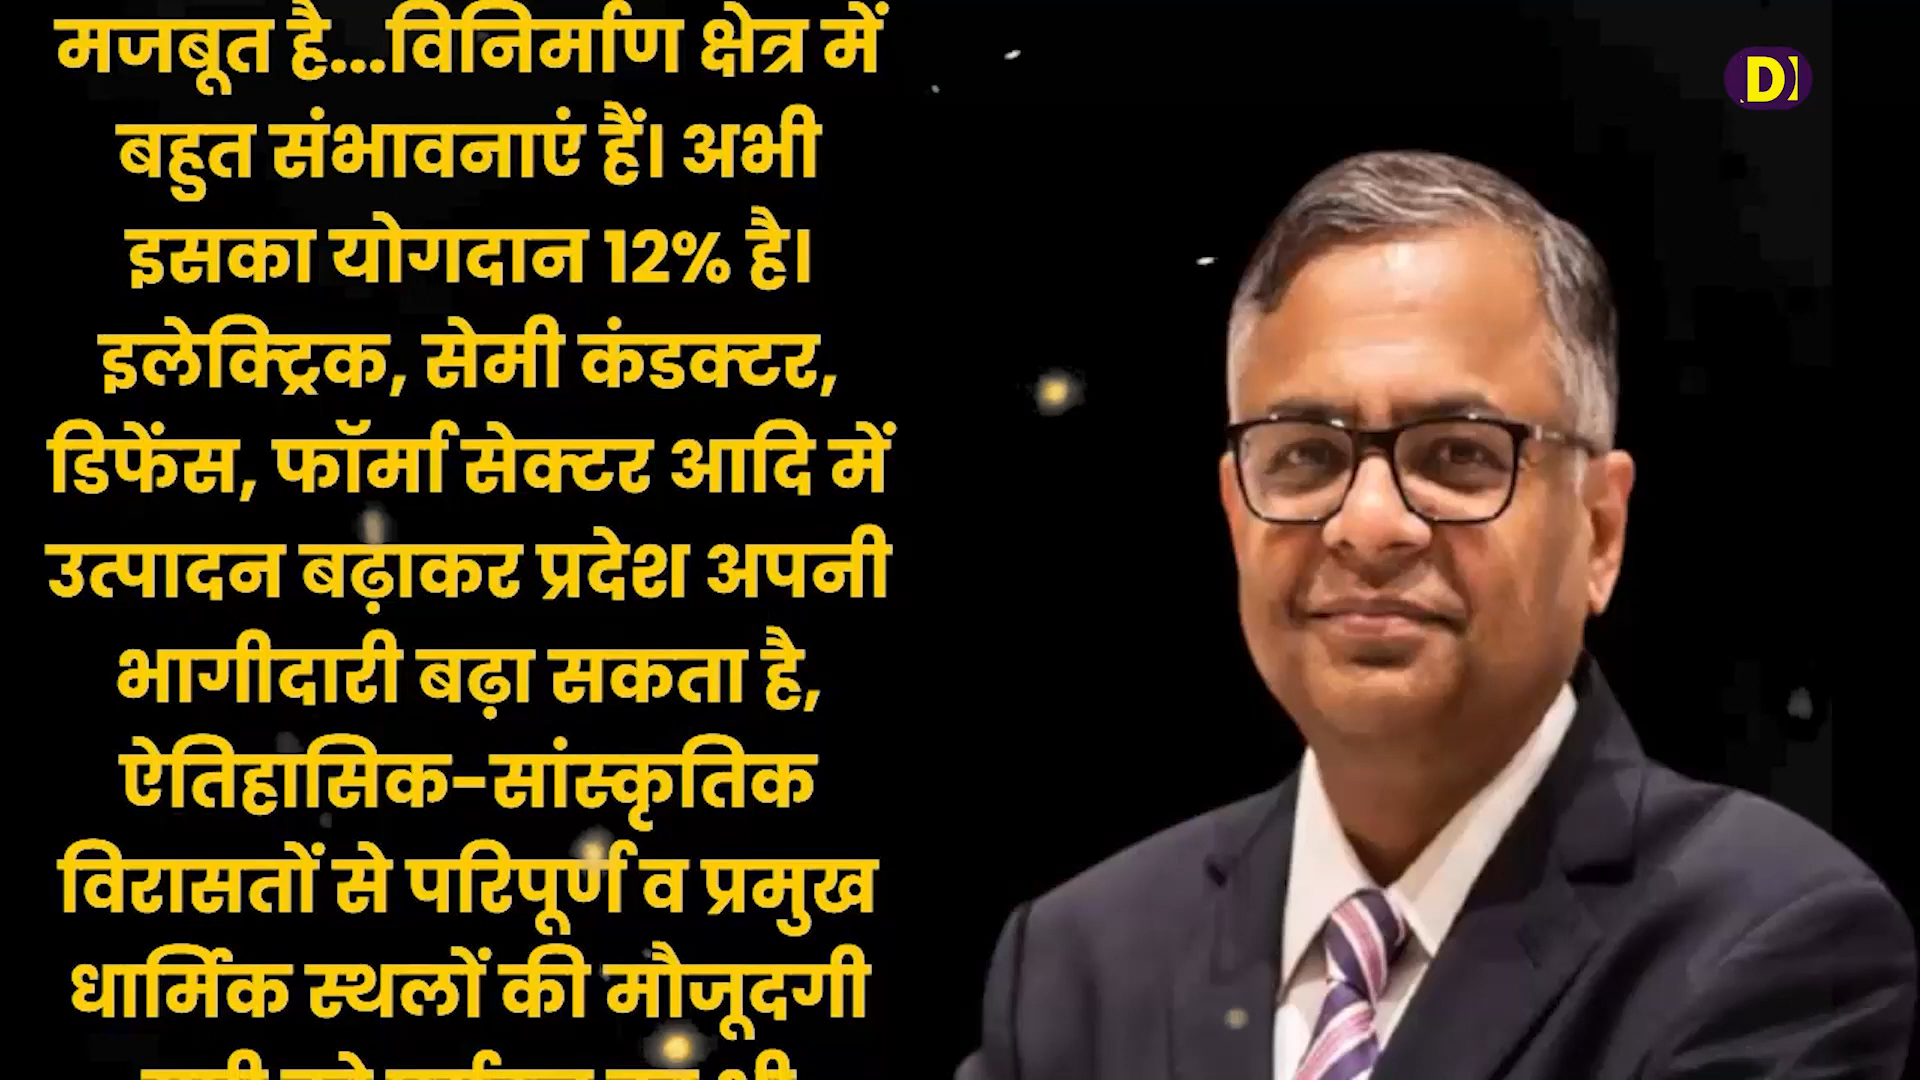 मजबूत है...विनिर्माण क्षेत्र में
बहुत संभावनाएं हैं। अभी
इसका योगदान 12% है।
इलेक्ट्रिक, सेमी कंडक्टर,
डिफेंस, फॉर्मा सेक्टर आदि में
उत्पादन बढ़ाकर प्रदेश अपनी
भागीदारी बढ़ा सकता है,
ऐतिहासिक-सांस्कृतिक
विरासतों से परिपूर्ण व प्रमुख
धार्मिक स्थलों की मौजूदगी
D